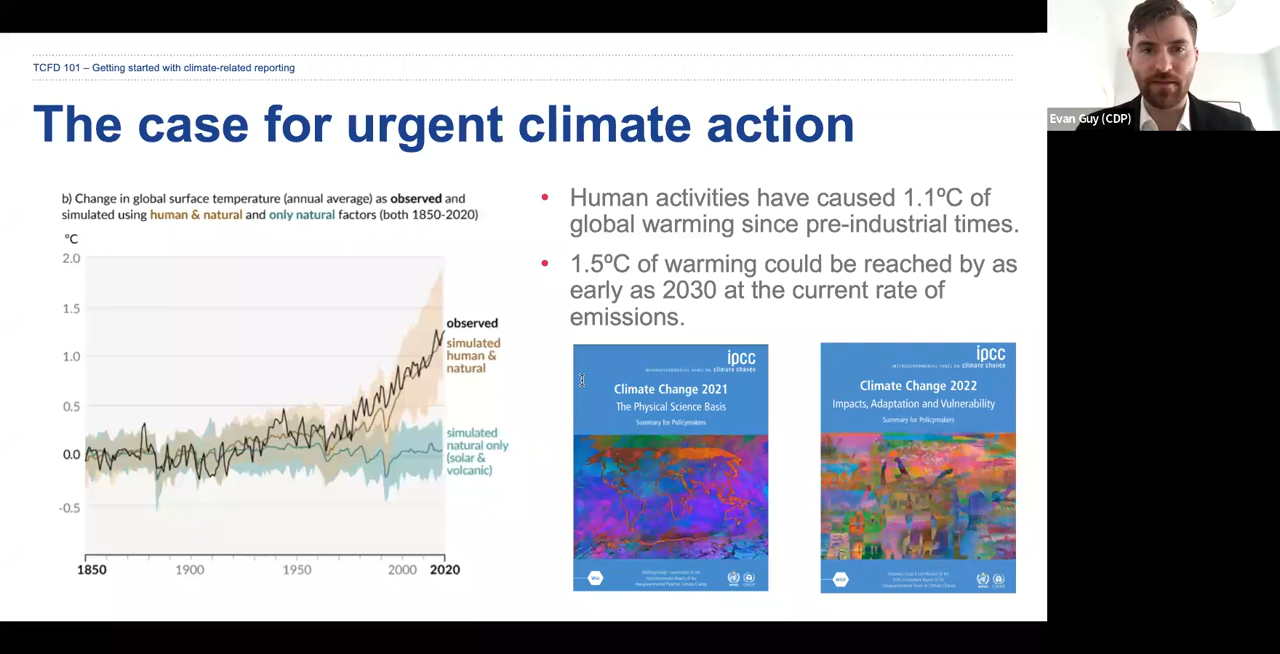 TCFD 101 – Getting started with climate-related reporting
The case for urgent climate action
b) Change in global surface temperature (annual average) as observed and
simulated using human & natural and only natural factors (both 1850-2020)
ºC
2.0
1.5
1.0
0.5
0.0
-0.5
1850
1900
1950
2000
2020
observed
simulated
human &
natural
simulated
natural only
(solar &
volcanic)
• Human activities have caused 1.1ºC of
global warming since pre-industrial times.
• 1.5ºC of warming could be reached by as
early as 2030 at the current rate of
emissions.
ipcc
INTERGOVERNMENTAL PANEL ON climate change
Climate Change 2021
The Physical Science Basis
Summary for Policymakers
WGI
ipcc
INTERGOVERNMENTAL PANEL ON climate change
Climate Change 2022
Impacts, Adaptation and Vulnerability
Summary for Policymakers
Evan Guy (CDP)